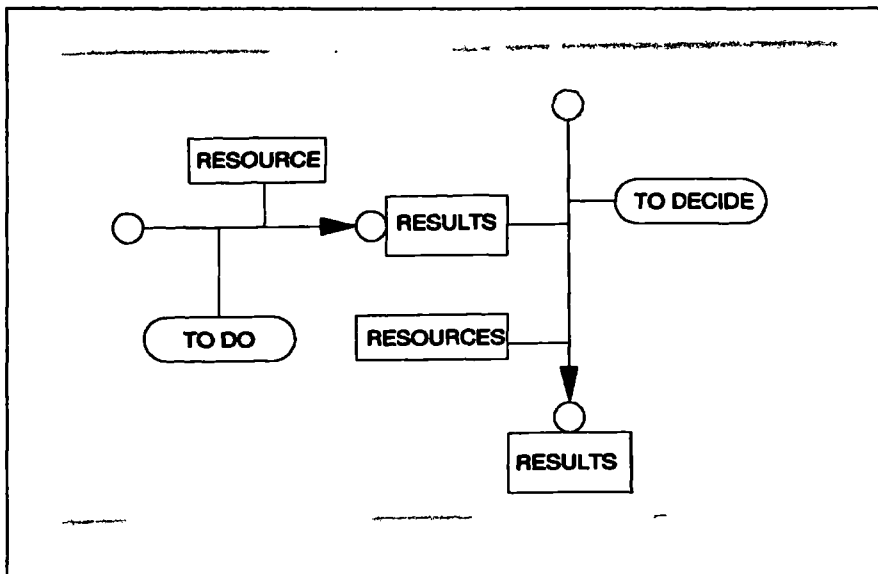 RESOURCE
RESULTS
TO DECIDE
TO DO
RESOURCES
RESULTS